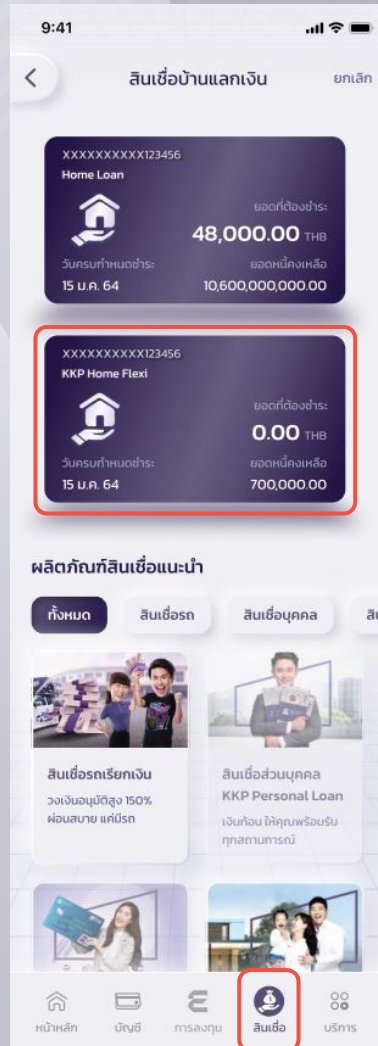 9:41
สินเชื่อบ้านแลกเงิน
ยกเลิก
XXXXXXXXXX123456
Home Loan
ยอดที่ต้องชำระ
48,000.00 THB
วันครบกำหนดชำระ
ยอดหนี้คงเหลือ
15 ม.ค. 64
10,600,000,000.00
XXXXXXXXXX123456
KKP Home Flexi
ยอดที่ต้องชำระ
0.00 THB
วันครบกำหนดชำระ
ยอดหนี้คงเหลือ
15 ม.ค. 64
700,000.00
ผลิตภัณฑ์สินเชื่อแนะนำ
ทั้งหมด
สินเชื่อรถ
สินเชื่อบุคคล
สิน
สินเชื่อรถเรียกเงิน
วงเงินอนุมัติสูง 150%
ผ่อนสบาย แค่มีรถ
สินเชื่อส่วนบุคคล
KKP Personal Loan
เงินก้อน ให้คุณพร้อมรับ
ทุกสถานการณ์
หน้าหลัก
บัญชี
การลงทุน
สินเชื่อ
บริการ